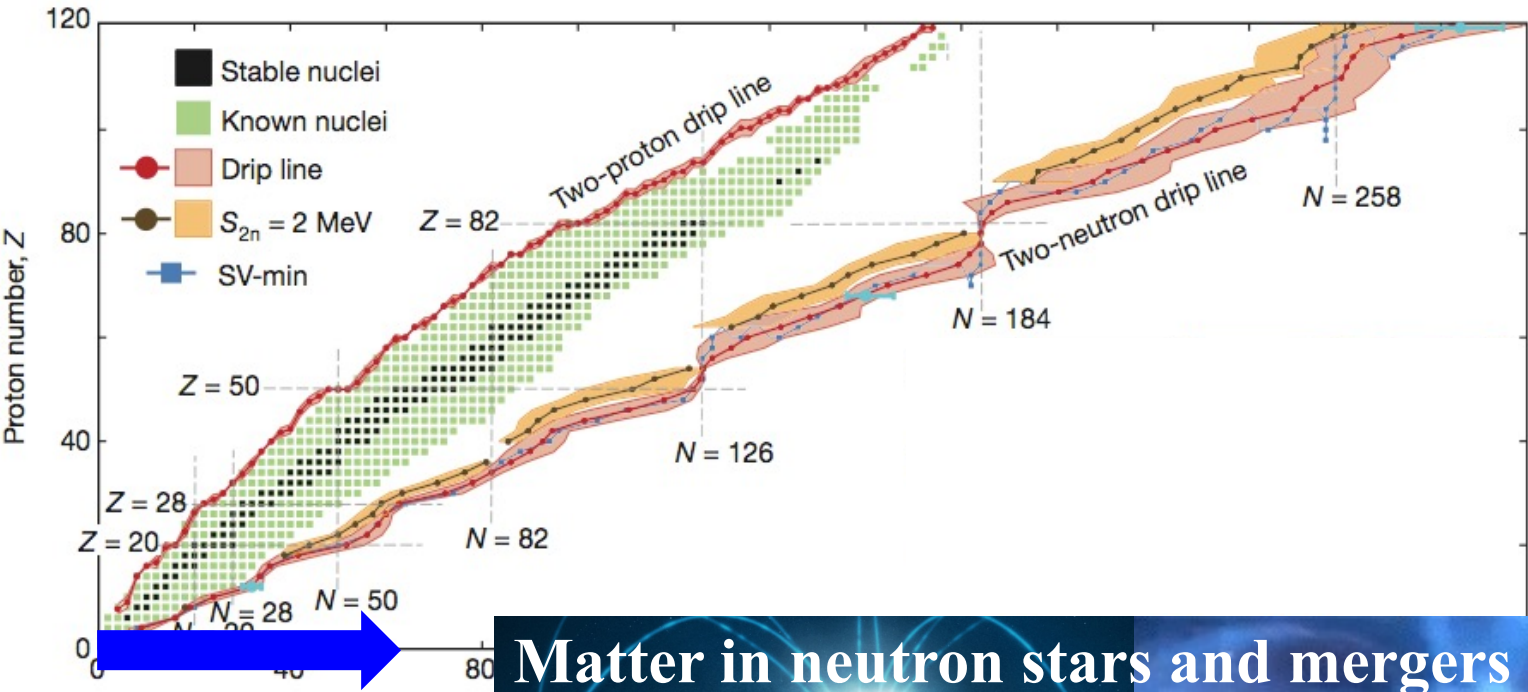 120
Stable nuclei
Known nuclei
Drip line
S2n = 2 MeV
SV-min
Two-proton drip line
Z = 82
80
Proton number, Z
N = 258
Two-neutron drip line
N = 184
Z = 50
40
N = 126
Z = 28
Z = 20
N = 82
N = 50
N = 28
0
0
40
80
Matter in neutron stars and mergers